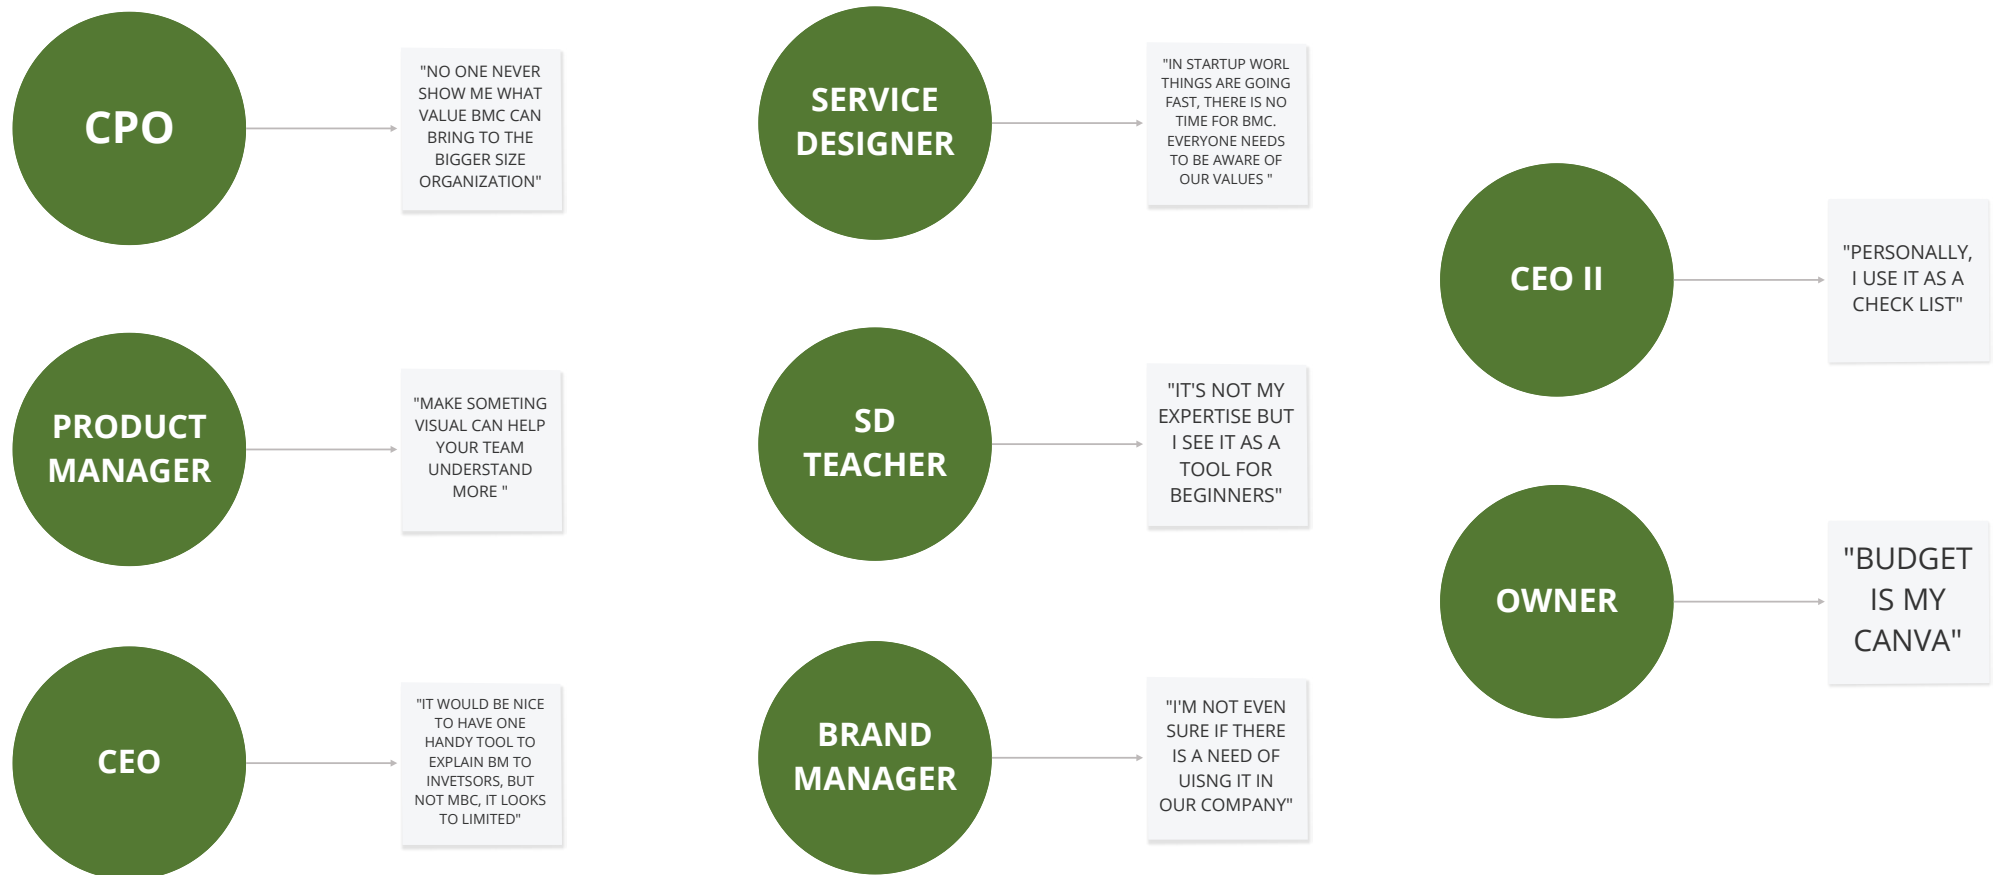 CPO
"NO ONE NEVER
SHOW ME WHAT
VALUE BMC CAN
BRING TO THE
BIGGER SIZE
ORGANIZATION"
PRODUCT
MANAGER
"MAKE SOMETING
VISUAL CAN HELP
YOUR TEAM
UNDERSTAND
MORE "
CEO
"IT WOULD BE NICE
TO HAVE ONE
HANDY TOOL TO
EXPLAIN BM TO
INVETSORS, BUT
NOT MBC, IT LOOKS
TO LIMITED"
SERVICE
DESIGNER
"IN STARTUP WORL
THINGS ARE GOING
FAST, THERE IS NO
TIME FOR BMC.
EVERYONE NEEDS
TO BE AWARE OF
OUR VALUES "
SD
TEACHER
"IT'S NOT MY
EXPERTISE BUT
I SEE IT AS A
TOOL FOR
BEGINNERS"
BRAND
MANAGER
"I'M NOT EVEN
SURE IF THERE
IS A NEED OF
UISNG IT IN
OUR COMPANY"
CEO II
"PERSONALLY,
I USE IT AS A
CHECK LIST"
OWNER
"BUDGET
IS MY
CANVA"